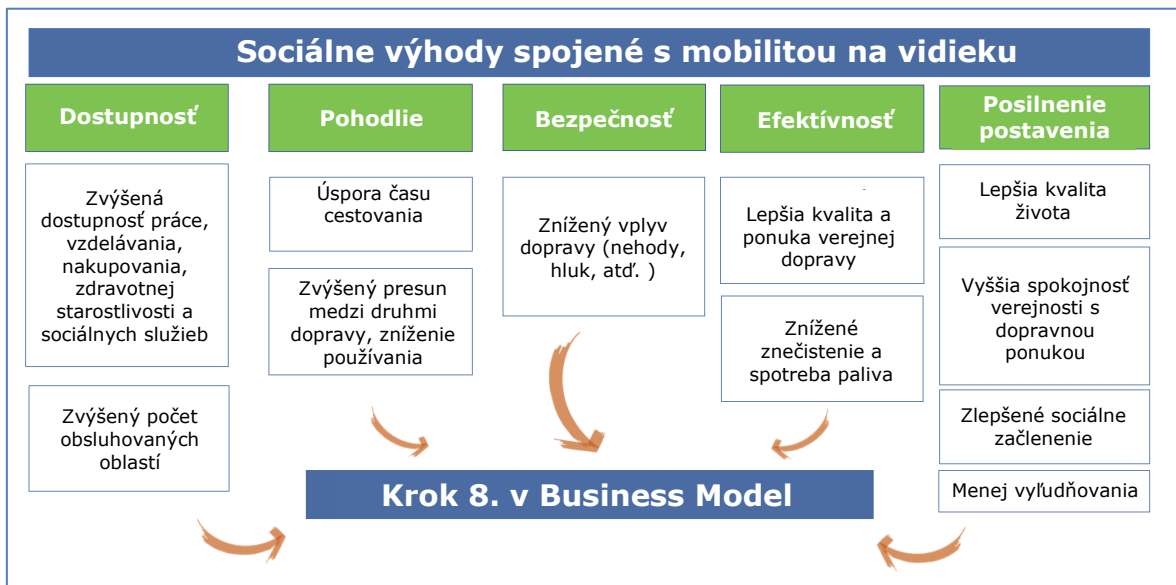 Sociálne výhody spojené s mobilitou na vidieku
Dostupnosť
Zvýšená
dostupnosť práce,
vzdelávania,
nakupovania,
zdravotnej
starostlivosti a
sociálnych služieb
Zvýšený počet
obsluhovaných
oblastí
Pohodlie
Úspora času
cestovania
Zvýšený presun
medzi druhmi
dopravy, zníženie
používania
Bezpečnosť
Znížený vplyv
dopravy (nehody,
hluk, atď. )
Efektívnosť
Lepšia kvalita a
ponuka verejnej
dopravy
Znížené
znečistenie a
spotreba paliva
Posilnenie
postavenia
Lepšia kvalita
života
Vyššia spokojnosť
verejnosti s
dopravnou
ponukou
Zlepšené sociálne
začlenenie
Menej vyľudňovania
Krok 8. v Business Model